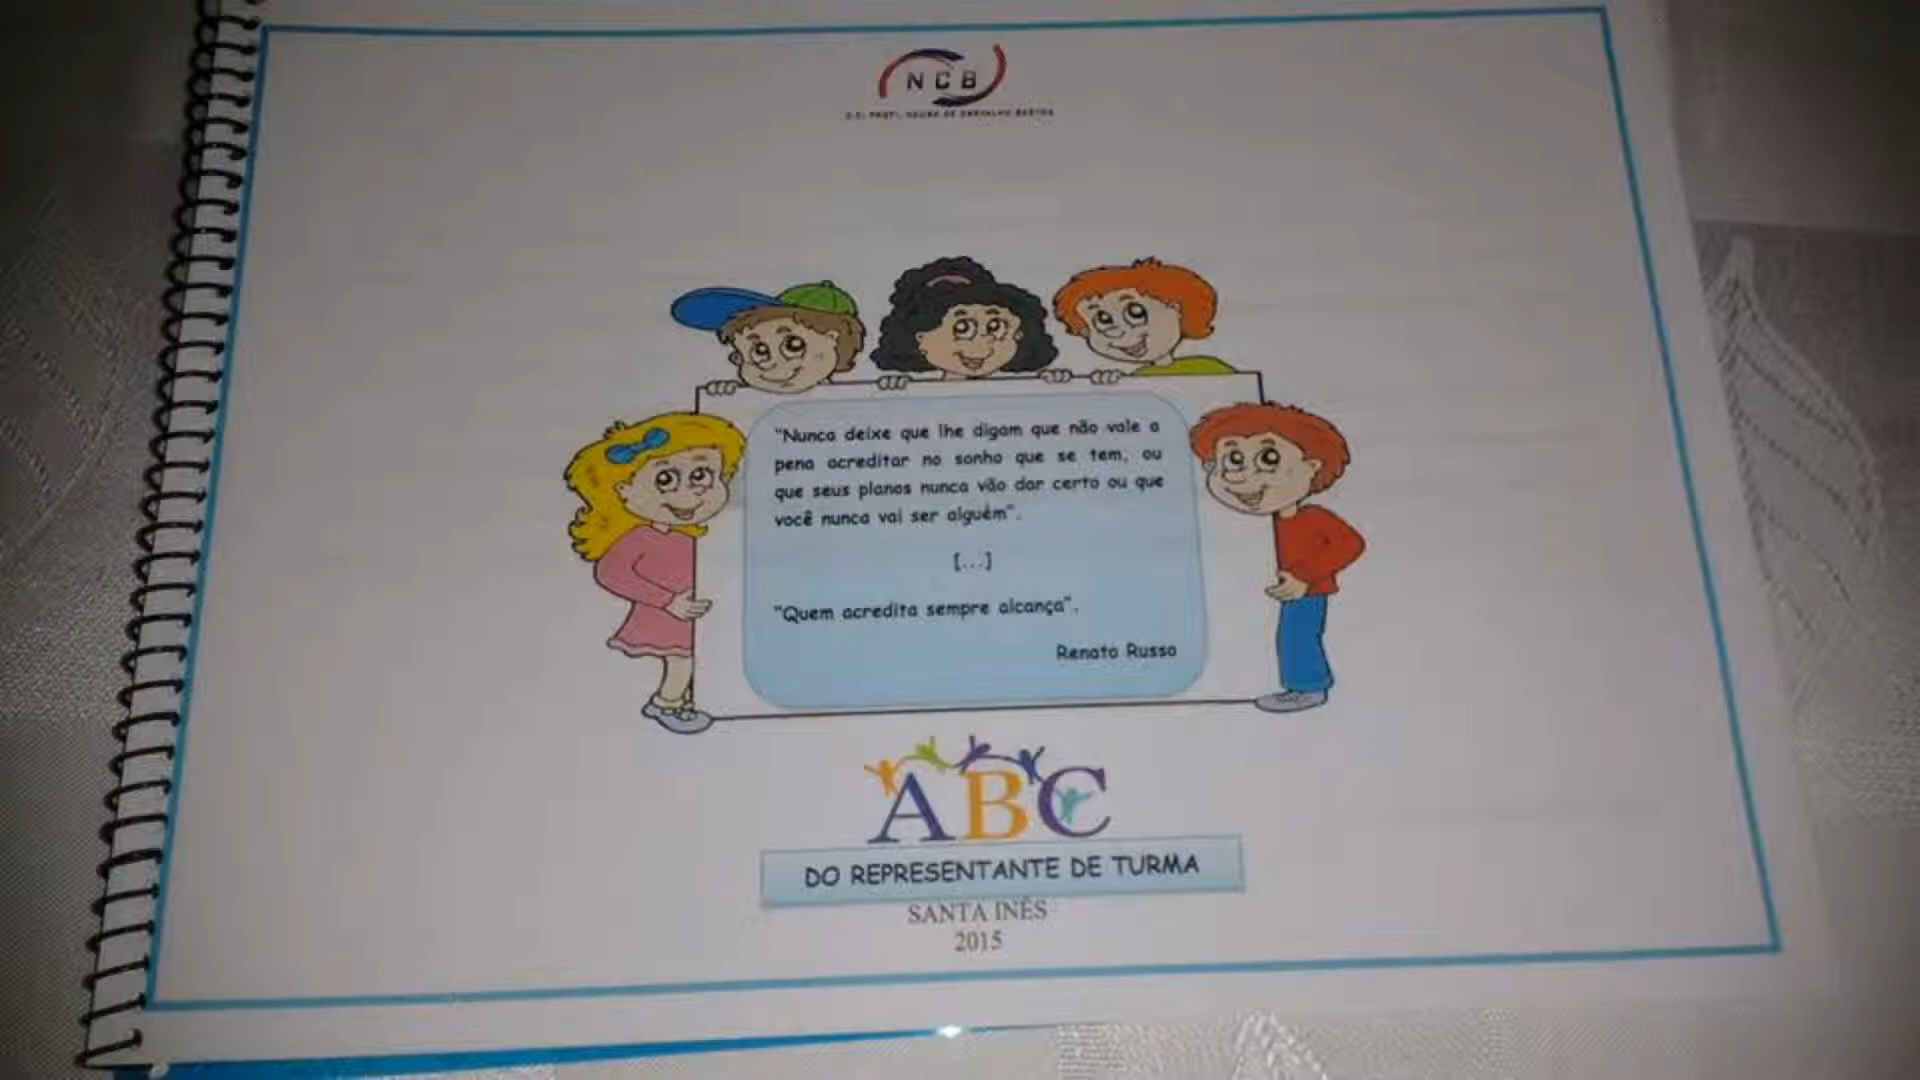 NCB
"Nunca deixe que lhe digam que não vale a
pena acreditar no sonho que se tem, ou
que seus planos nunca vão dar certo ou que
você nunca vai ser alguém".
[...]
"Quem acredita sempre alcança".
Renato Russo
ABC
DO REPRESENTANTE DE TURMA
SANTA INÊS
2015